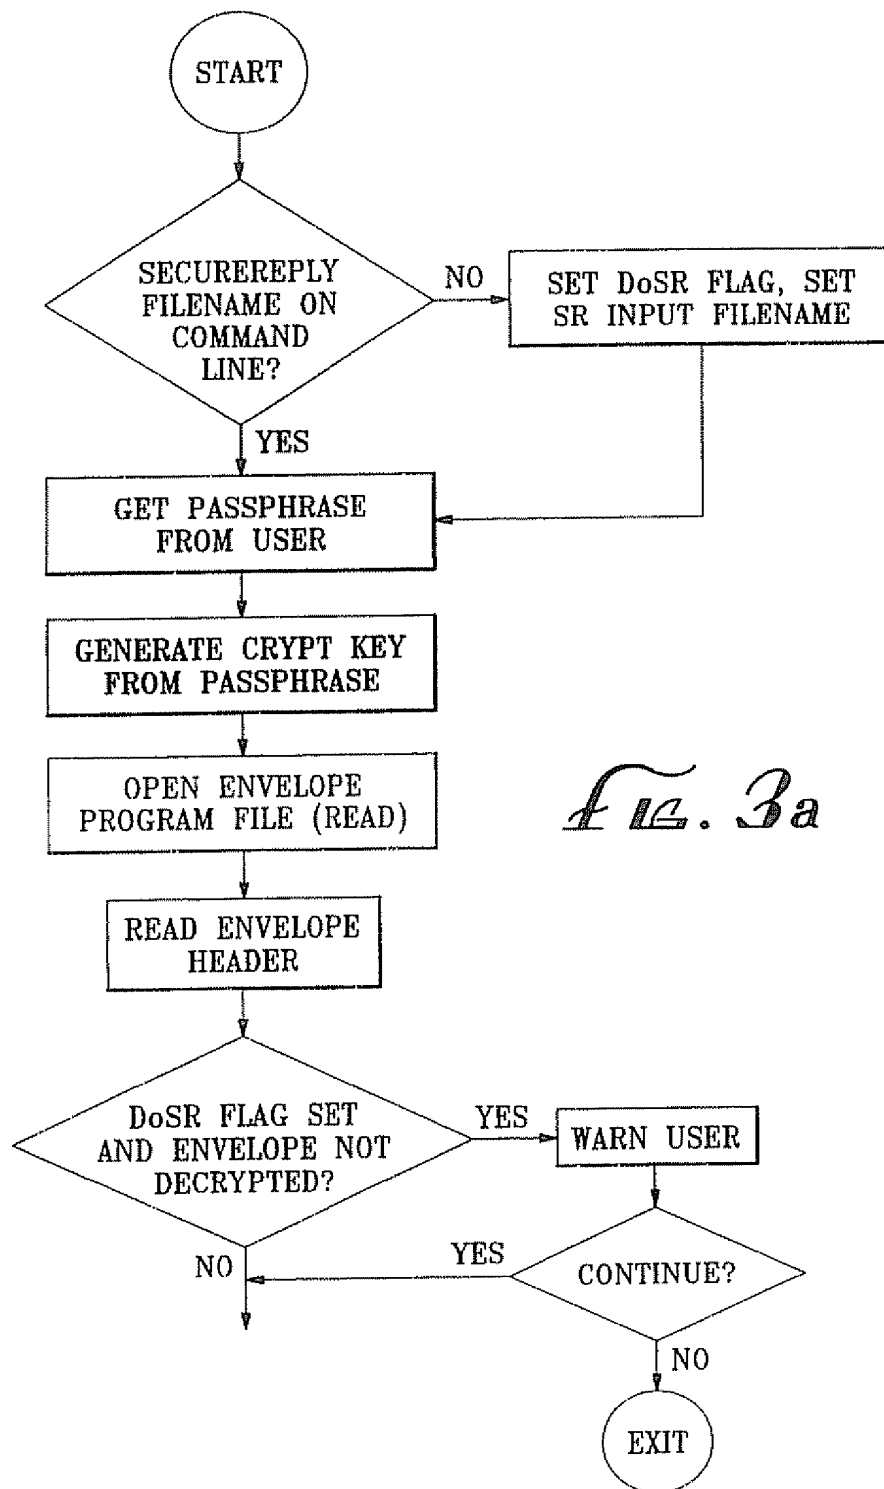 START
SECUREREPLY
FILENAME ON
COMMAND
LINE?
NO
SET DoSR FLAG, SET
SR INPUT FILENAME
YES
GET PASSPHRASE
FROM USER
GENERATE CRYPT KEY
FROM PASSPHRASE
OPEN ENVELOPE
PROGRAM FILE (READ)
FIG. 3a
READ ENVELOPE
HEADER
DoSR FLAG SET
AND ENVELOPE NOT
DECRYPTED?
YES
WARN USER
NO
YES
CONTINUE?
NO
EXIT